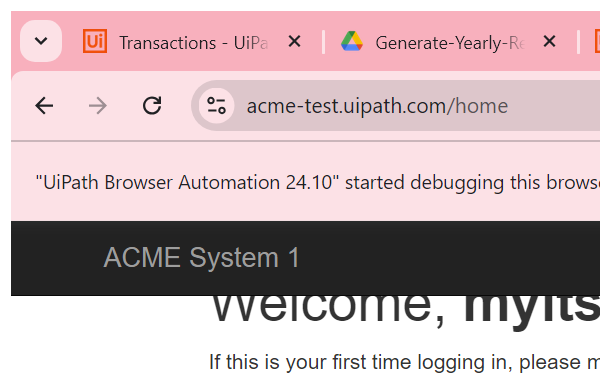 Ui Transactions - UiPa Generate-Yearly-Re
acme-test.uipath.com/home
"UiPath Browser Automation 24.10" started debugging this browse
ACME System 1
Welcome, myits
If this is your first time logging in, please m